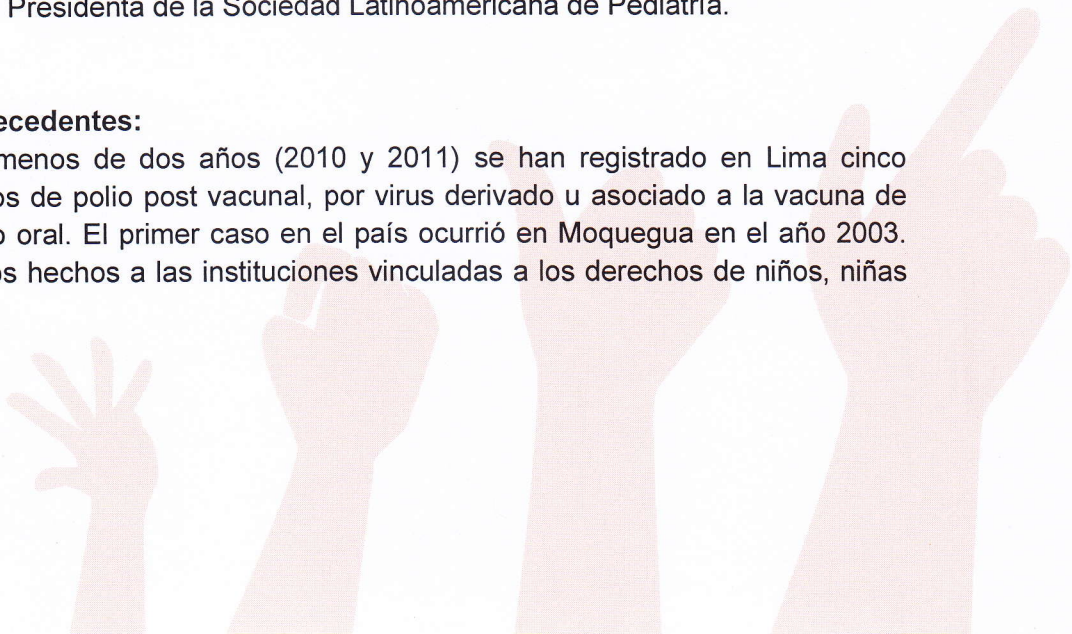 Presidenta de la Sociedad Latinoamericana de Pediatría.
ecedentes:
menos de dos años (2010 y 2011) se han registrado en Lima cinco
os de polio post vacunal, por virus derivado u asociado a la vacuna de
o oral. El primer caso en el país ocurrió en Moquegua en el año 2003.
os hechos a las instituciones vinculadas a los derechos de niños, niñas